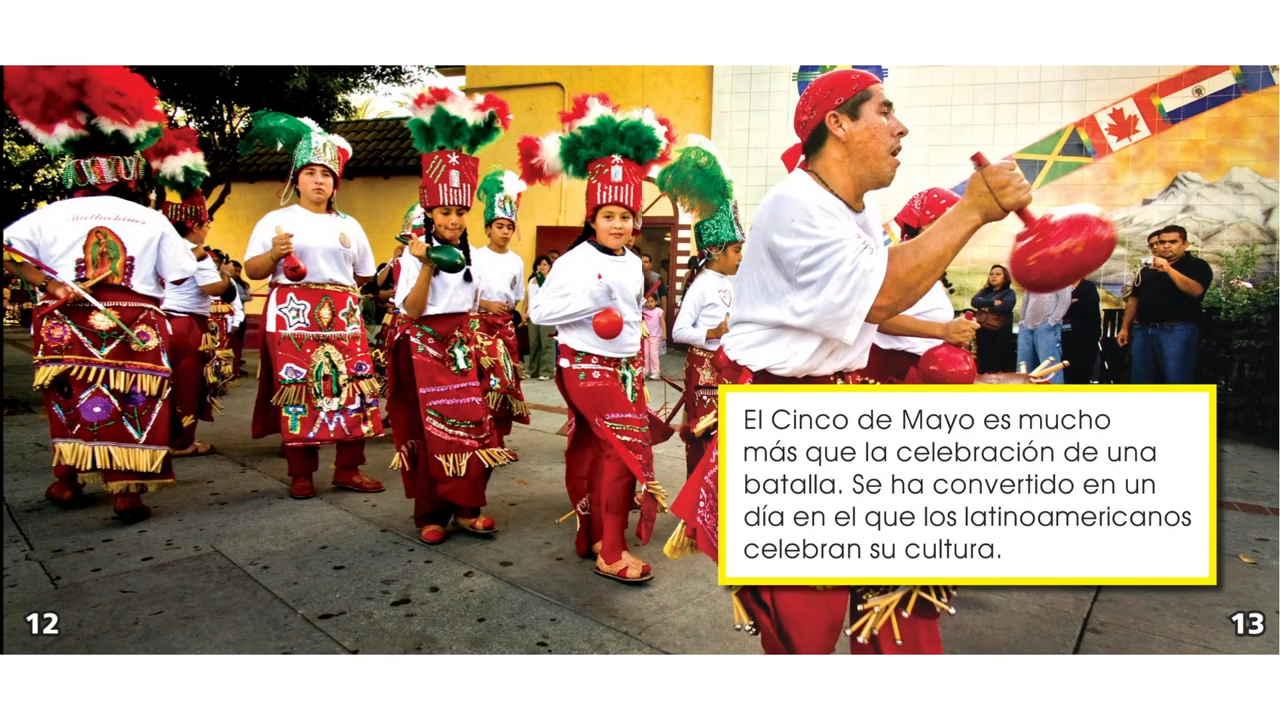 Matlachines
El Cinco de Mayo es mucho
más que la celebración de una
batalla. Se ha convertido en un
día en el que los latinoamericanos
celebran su cultura.
12
13